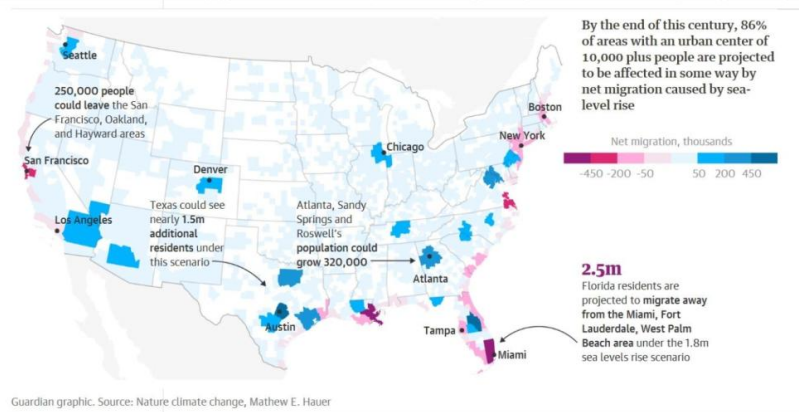 By the end of this century, 86%
of areas with an urban center of
10,000 plus people are projected
to be affected in some way by
net migration caused by sea-
level rise
Net migration, thousands
-450 -200 -50 50 200 450
Seattle
250,000 people
could leave the San
Francisco, Oakland,
and Hayward areas
San Francisco
Los Angeles
Denver
Chicago
Boston
New York
Texas could see
nearly 1.5m
additional
residents under
this scenario
Atlanta, Sandy
Springs and
Roswell's
population could
grow 320,000
Atlanta
Austin
Tampa
Miami
2.5m
Florida residents are
projected to migrate away
from the Miami, Fort
Lauderdale, West Palm
Beach area under the 1.8m
sea levels rise scenario
Guardian graphic. Source: Nature climate change, Mathew E. Hauer